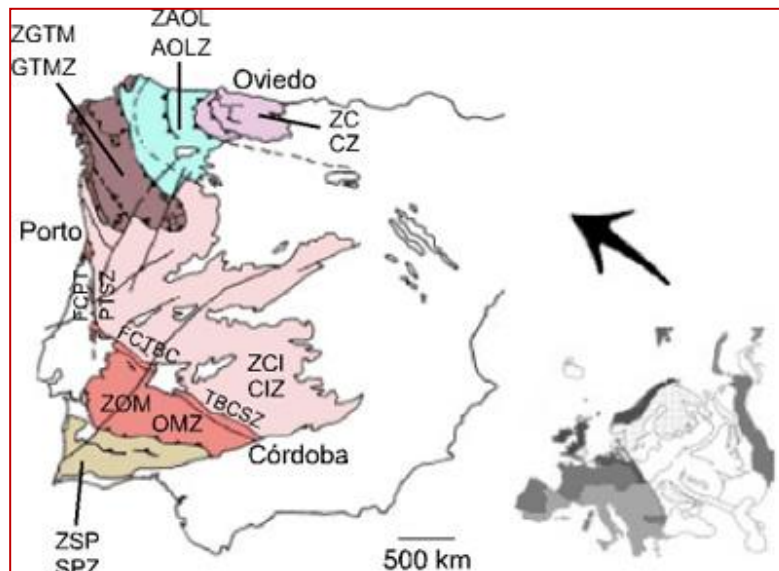 ZGTM
GTMZ
ZAOL
AOLZ
Oviedo
ZC
CZ
Porto
FCPT
PTSZ
FCTBC
ZCI
CIZ
ZOM
OMZ
TBCSZ
Córdoba
ZSP
SPZ
500 km